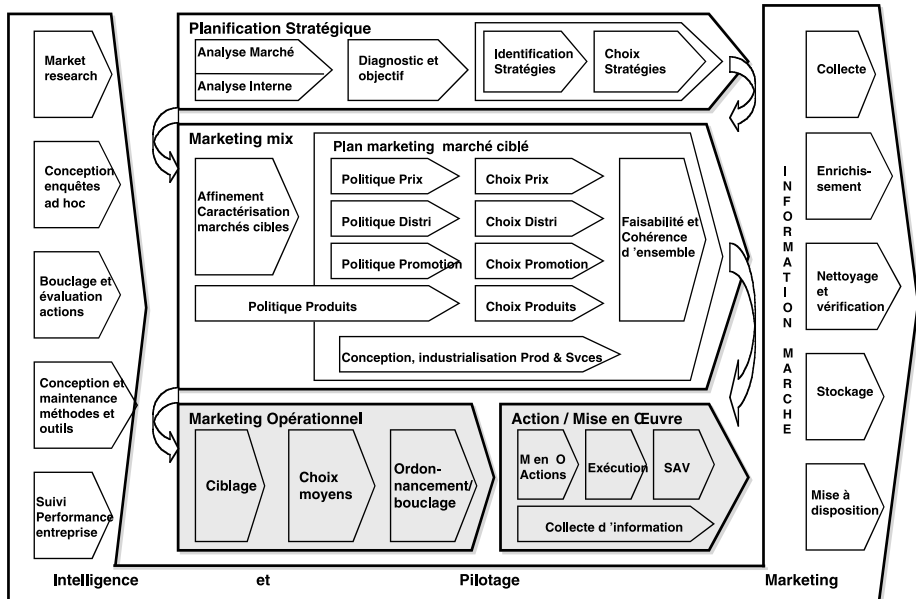 Market
research
Conception
enquêtes
ad hoc
Bouclage et
évaluation
actions
Conception et
maintenance
méthodes et
outils
Suivi
Performance
entreprise
Planification Stratégique
Analyse Marché
Analyse Interne
Diagnostic et
objectif
Identification
Stratégies
Choix
Stratégies
Marketing mix
Affinement
Caractérisation
marchés cibles
Plan marketing marché ciblé
Politique Prix
Choix Prix
Politique Distri
Choix Distri
Politique Promotion
Choix Promotion
Politique Produits
Choix Produits
Faisabilité et
Cohérence
d 'ensemble
Conception, industrialisation Prod & Svces
Marketing Opérationnel
Ciblage
Choix
moyens
Ordon-
nancement/
bouclage
Action / Mise en Œuvre
M en O
Actions
Exécution
SAV
Collecte d 'information
INFORMATION MARCHE
Collecte
Enrichis-
sement
Nettoyage
et
vérification
Stockage
Mise à
disposition
Intelligence et Pilotage Marketing